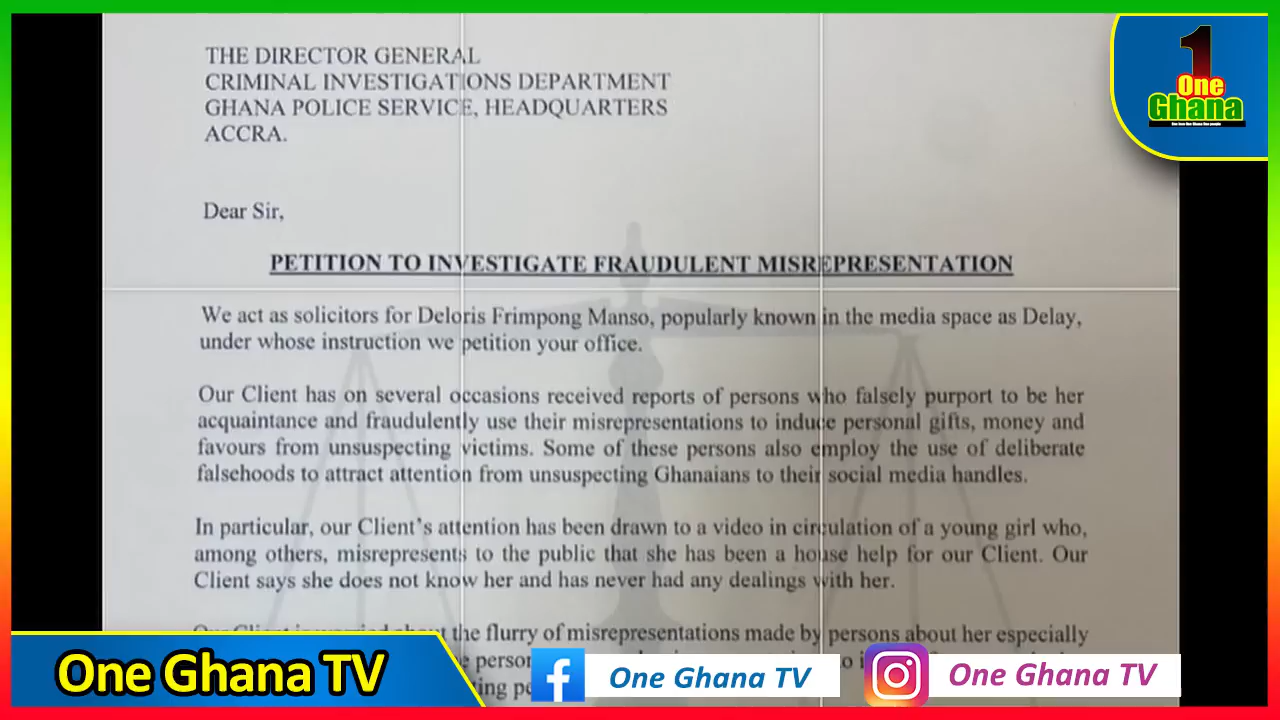 THE DIRECTOR GENERAL
CRIMINAL INVESTIGATIONS DEPARTMENT
GHANA POLICE SERVICE, HEADQUARTERS
ACCRA.
Dear Sir,
PETITION TO INVESTIGATE FRAUDULENT MISREPRESENTATION
We act as solicitors for Deloris Frimpong Manso, popularly known in the media space as Delay,
under whose instruction we petition your office.
Our Client has on several occasions received reports of persons who falsely purport to be her
acquaintance and fraudulently use their misrepresentations to induce personal gifts, money and
favours from unsuspecting victims. Some of these persons also employ the use of deliberate
falsehoods to attract attention from unsuspecting Ghanaians to their social media handles.
In particular, our Client's attention has been drawn to a video in circulation of a young girl who,
among others, misrepresents to the public that she has been a house help for our Client. Our
Client says she does not know her and has never had any dealings with her.
the flurry of misrepresentations made by persons about her especially
1
One
Ghana
One Ghana TV
One Ghana TV
One Ghana TV